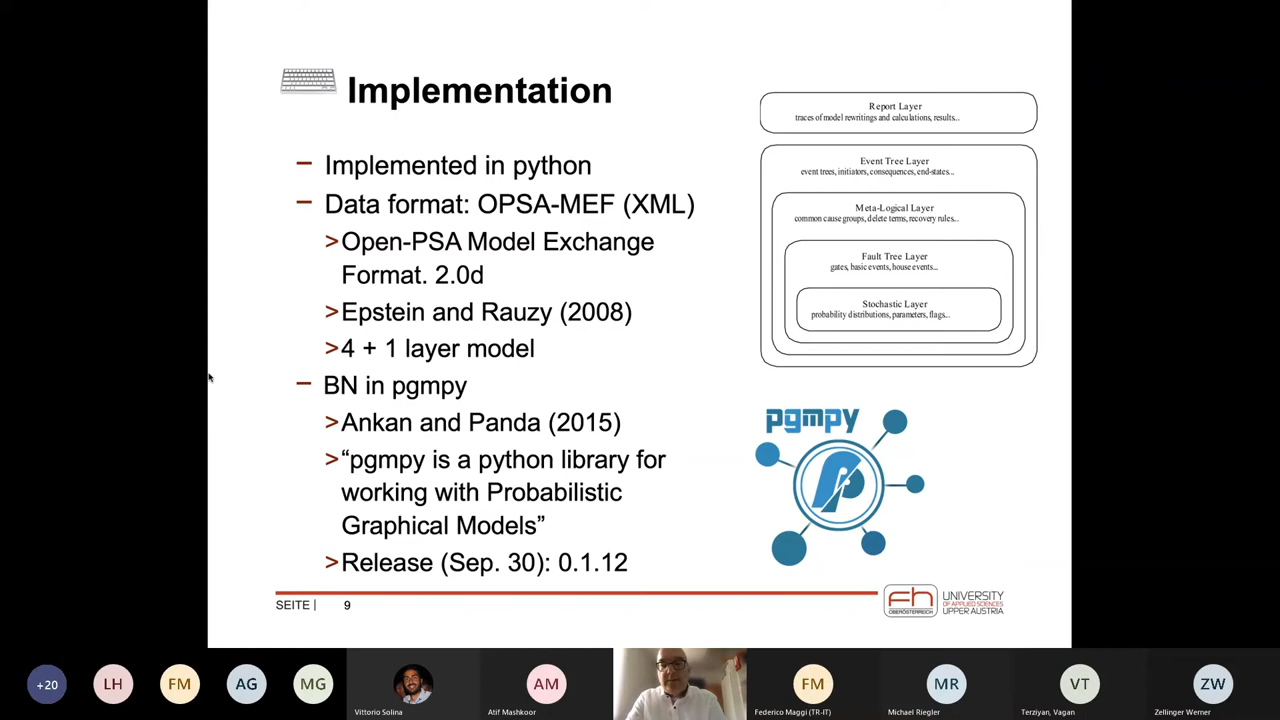 Implementation
– Implemented in python
– Data format: OPSA-MEF (XML)
>Open-PSA Model Exchange
Format. 2.0d
>Epstein and Rauzy (2008)
>4 + 1 layer model
– BN in pgmpy
>Ankan and Panda (2015)
>“pgmpy is a python library for
working with Probabilistic
Graphical Models”
>Release (Sep. 30): 0.1.12
Report Layer
traces of model rewritings and calculations, results...
Event Tree Layer
event trees, initiators, consequences, end-states...
Meta-Logical Layer
common cause groups, delete terms, recovery rules...
Fault Tree Layer
gates, basic events, house events...
Stochastic Layer
probability distributions, parameters, flags...
pgmpy
SEITE | 9
fh
OBERÖSTERREICH
UNIVERSITY
OF APPLIED SCIENCES
UPPER AUSTRIA
+20
LH
FM
AG
MG
Vittorio Solina
AM
Atif Mashkoor
FM
Federico Maggi (TR-IT)
MR
Michael Riegler
VT
Terziyan, Vagan
ZW
Zellinger Werner